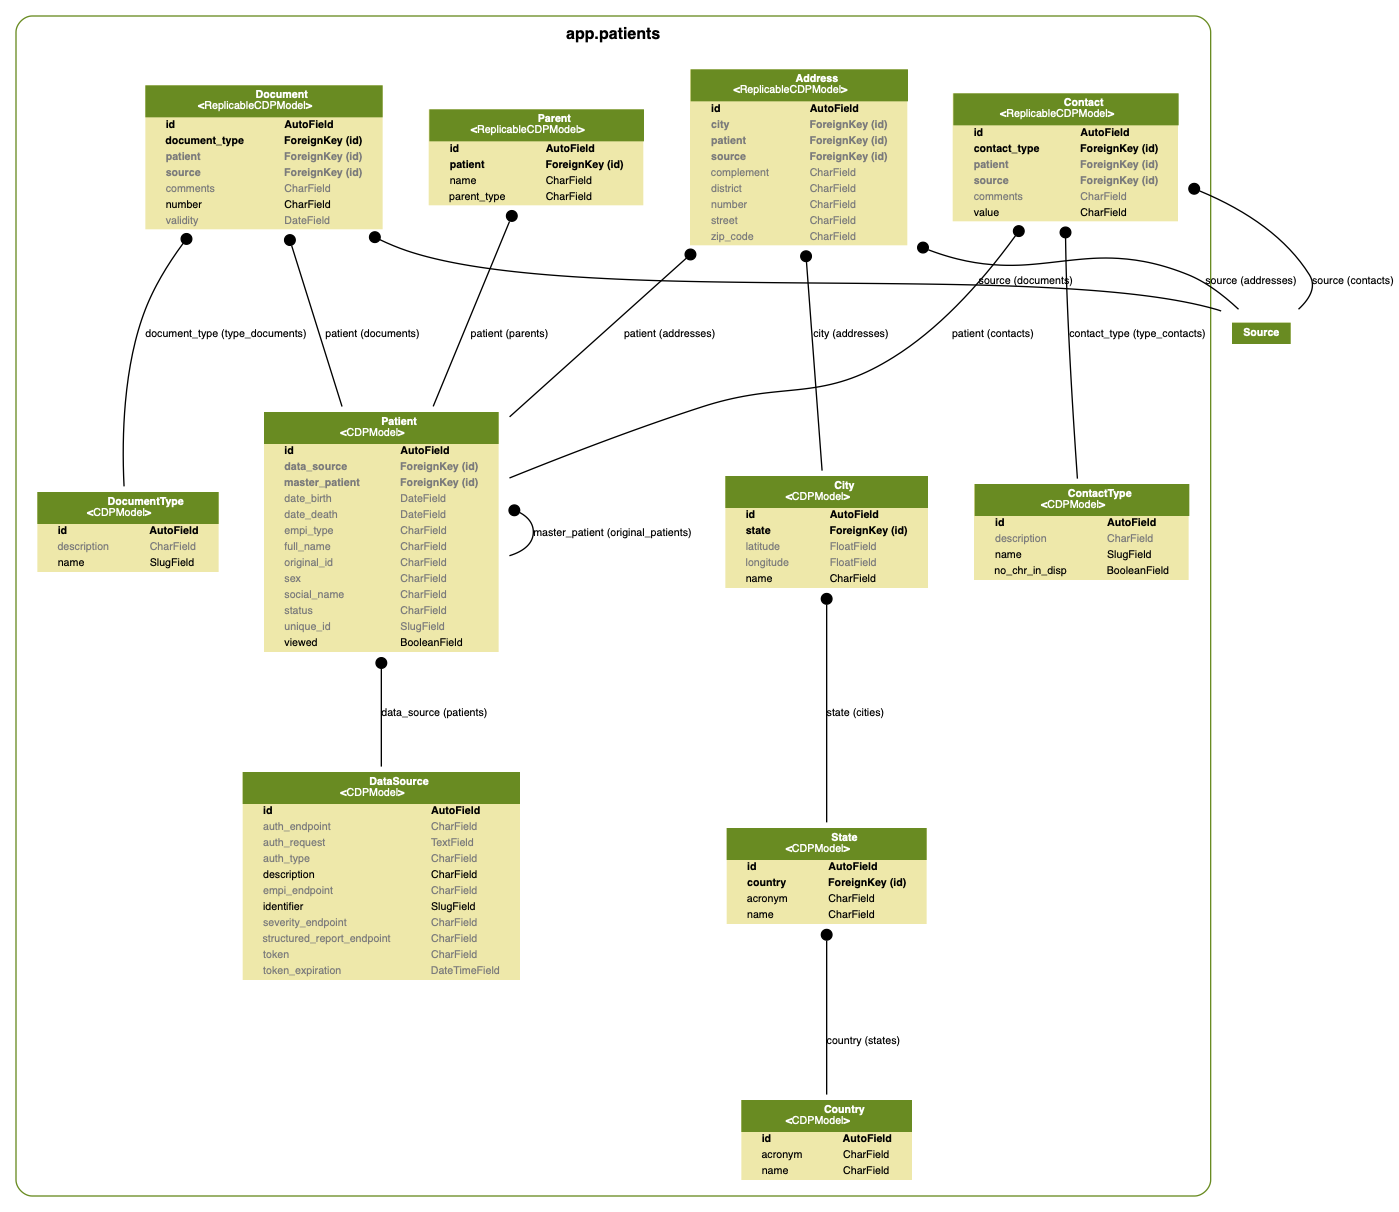 app.patients
Document
<ReplicableCDPModel>
id AutoField
document_type ForeignKey (id)
patient ForeignKey (id)
source ForeignKey (id)
comments CharField
number CharField
validity DateField
Parent
<ReplicableCDPModel>
id AutoField
patient ForeignKey (id)
name CharField
parent_type CharField
Address
<ReplicableCDPModel>
id AutoField
city ForeignKey (id)
patient ForeignKey (id)
source ForeignKey (id)
complement CharField
district CharField
number CharField
street CharField
zip_code CharField
Contact
<ReplicableCDPModel>
id AutoField
contact_type ForeignKey (id)
patient ForeignKey (id)
source ForeignKey (id)
comments CharField
value CharField
source (documents)
source (addresses)
source (contacts)
document_type (type_documents)
patient (documents)
patient (parents)
patient (addresses)
city (addresses)
patient (contacts)
contact_type (type_contacts)
Source
Patient
<CDPModel>
id AutoField
data_source ForeignKey (id)
master_patient ForeignKey (id)
date_birth DateField
date_death DateField
empi_type CharField
full_name CharField
original_id CharField
sex CharField
social_name CharField
status CharField
unique_id SlugField
viewed BooleanField
master_patient (original_patients)
DocumentType
<CDPModel>
id AutoField
description CharField
name SlugField
City
<CDPModel>
id AutoField
state ForeignKey (id)
latitude FloatField
longitude FloatField
name CharField
ContactType
<CDPModel>
id AutoField
description CharField
name SlugField
no_chr_in_disp BooleanField
data_source (patients)
state (cities)
DataSource
<CDPModel>
id AutoField
auth_endpoint CharField
auth_request TextField
auth_type CharField
description CharField
empi_endpoint CharField
identifier SlugField
severity_endpoint CharField
structured_report_endpoint CharField
token CharField
token_expiration DateTimeField
State
<CDPModel>
id AutoField
country ForeignKey (id)
acronym CharField
name CharField
country (states)
Country
<CDPModel>
id AutoField
acronym CharField
name CharField